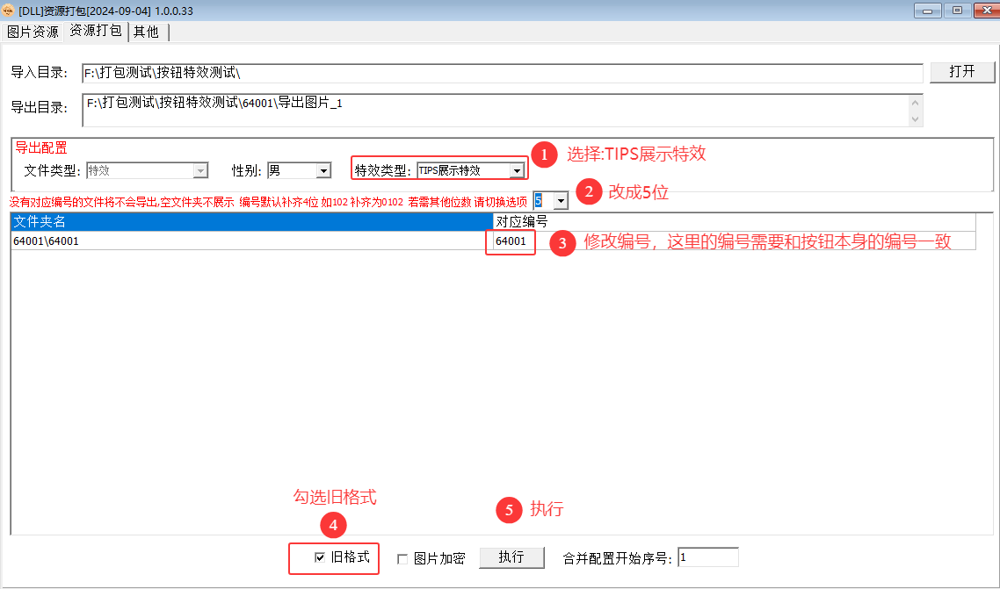 [DLL]资源打包[2024-09-04] 1.0.0.33
图片资源 资源打包 其他
导入目录: F:\打包测试\按钮特效测试\ 打开
导出目录: F:\打包测试\按钮特效测试\64001\导出图片_1
导出配置
1 选择:TIPS展示特效
文件类型: 特效 性别: 男 特效类型: TIPS展示特效
2 改成5位
没有对应编号的文件将不会导出,空文件夹不展示 编号默认补齐4位 如102 补齐为0102 若需其他位数 请切换选项 5
文件夹名 对应编号
64001\64001 64001
3 修改编号，这里的编号需要和按钮本身的编号一致
勾选旧格式
4
5 执行
旧格式 图片加密 执行 合并配置开始序号: 1